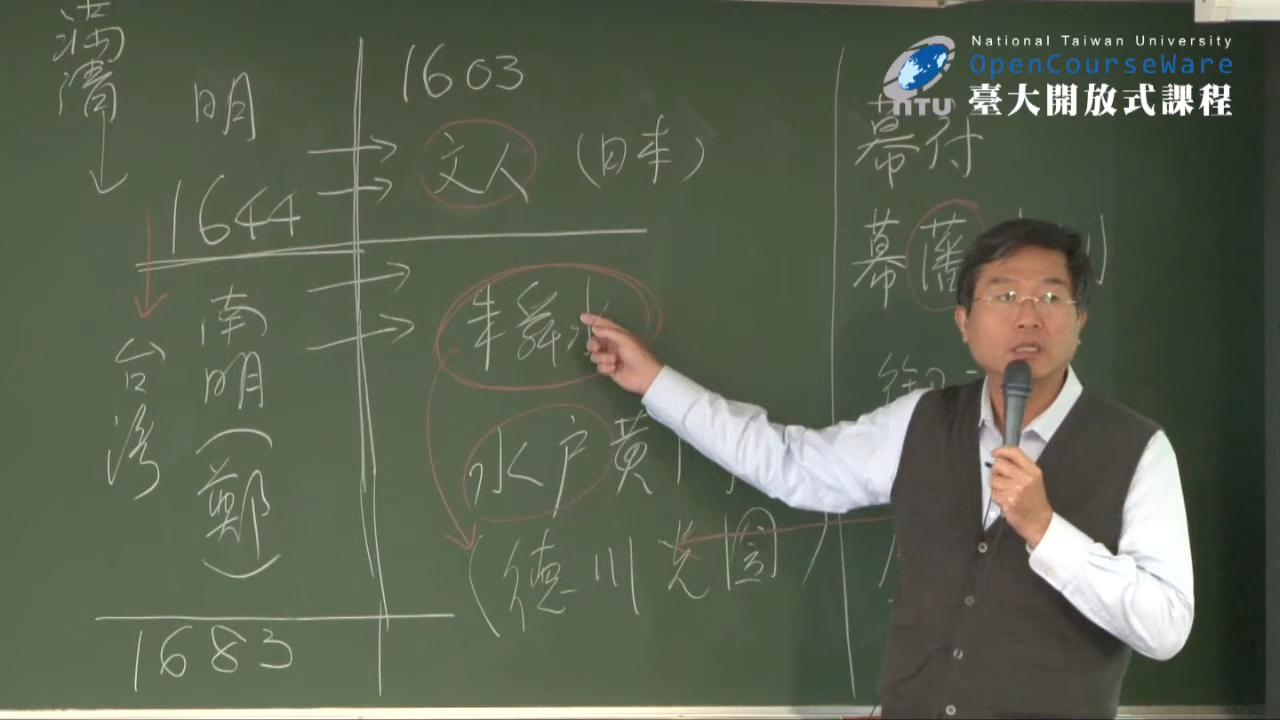 National Taiwan University
OpenCourseWare
NTU 臺大開放式課程
滿清
明
1644
台灣
南明(鄭)
1683
1603
文人 (日本)
朱舜水
水户黄門
(德川光圀)
幕府
幕藩